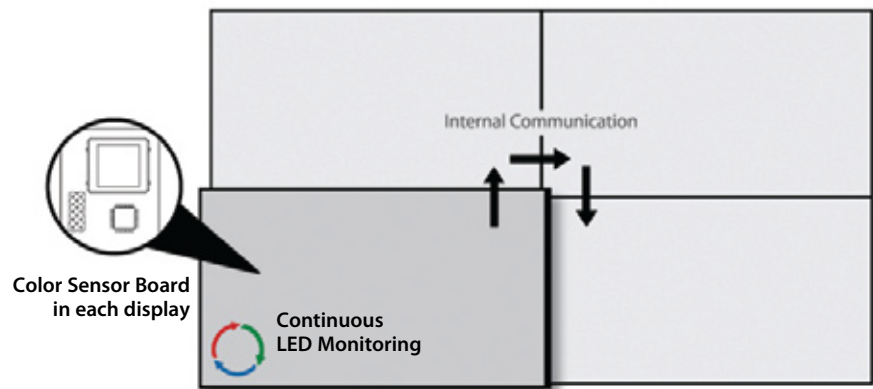 Internal Communication
Color Sensor Board
in each display
Continuous
LED Monitoring